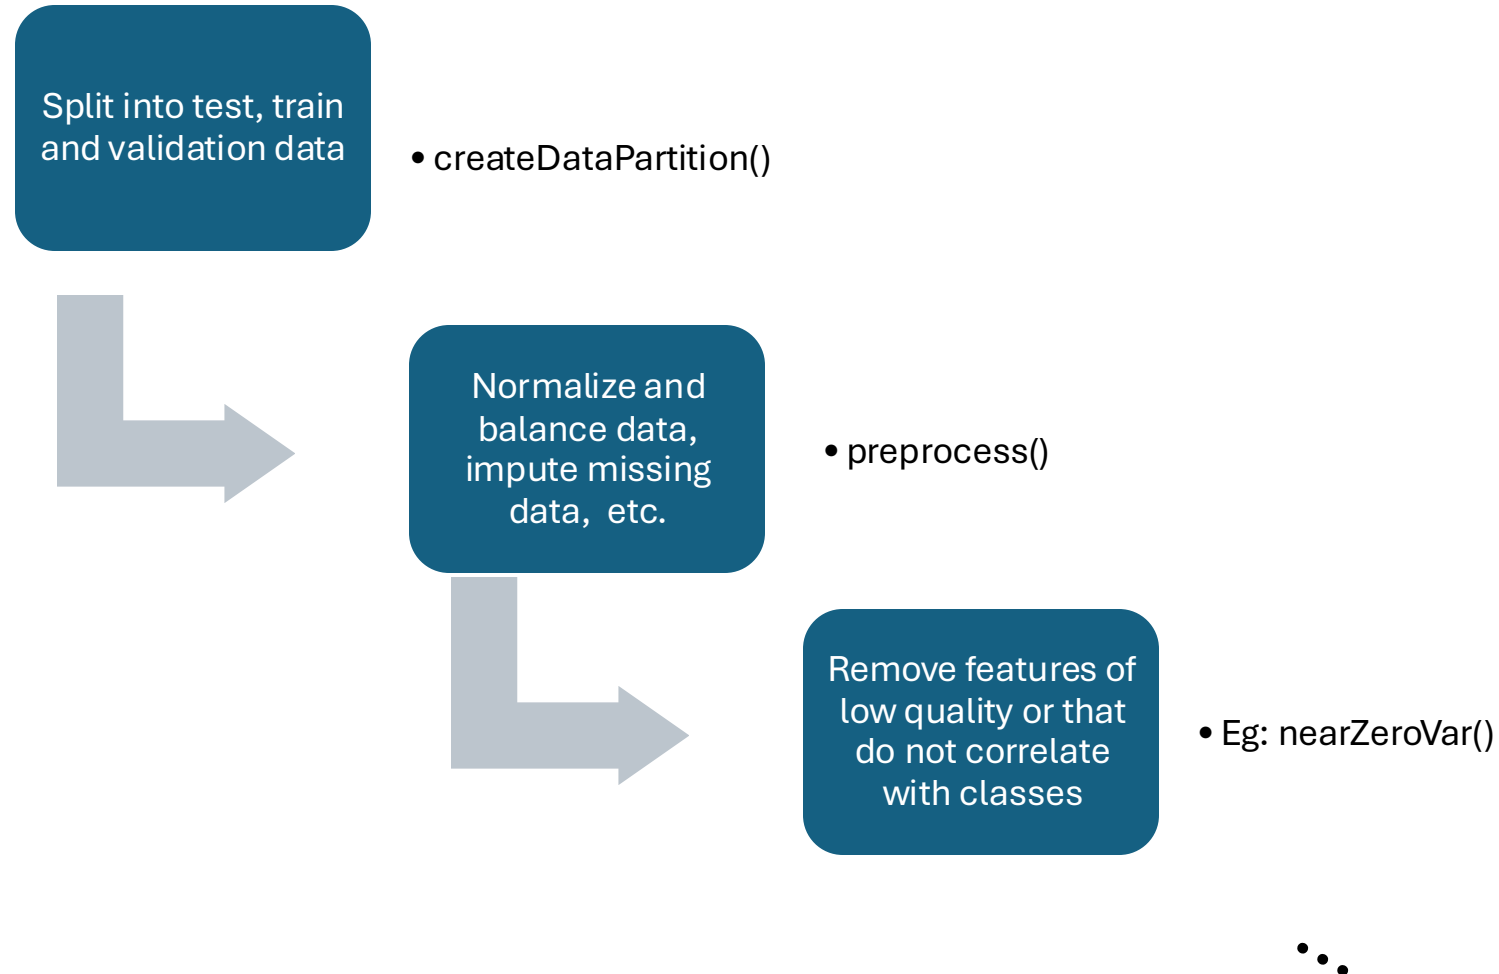 Split into test, train
and validation data
• createDataPartition()
Normalize and
balance data,
impute missing
data, etc.
• preprocess()
Remove features of
low quality or that
do not correlate
with classes
• Eg: nearZeroVar()